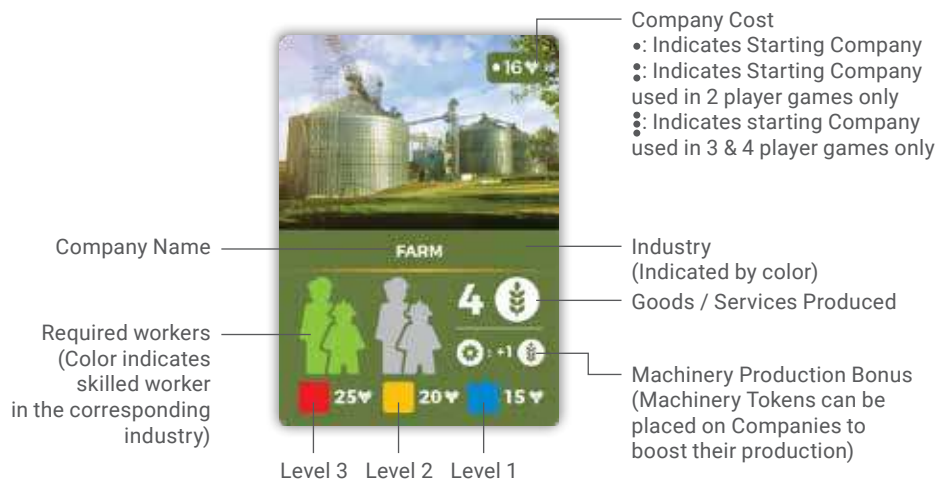 Company Cost
•: Indicates Starting Company
:: Indicates Starting Company
used in 2 player games only
⋮: Indicates starting Company
used in 3 & 4 player games only
• 16
Company Name
FARM
Industry
(Indicated by color)
4
Goods / Services Produced
Required workers
(Color indicates
skilled worker
in the corresponding
industry)
: +1
Machinery Production Bonus
(Machinery Tokens can be
placed on Companies to
boost their production)
25 20 15
Level 3 Level 2 Level 1